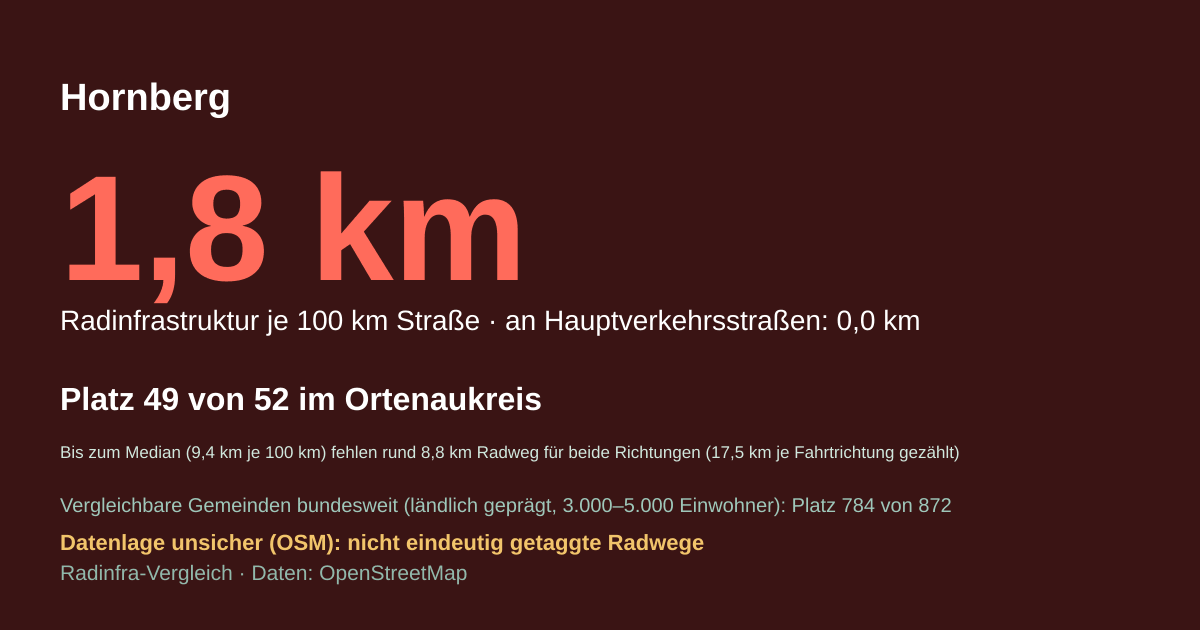 Hornberg
1,8 km
Radinfrastruktur je 100 km Straße · an Hauptverkehrsstraßen: 0,0 km
Platz 49 von 52 im Ortenaukreis
Bis zum Median (9,4 km je 100 km) fehlen rund 8,8 km Radweg für beide Richtungen (17,5 km je Fahrtrichtung gezählt)
Vergleichbare Gemeinden bundesweit (ländlich geprägt, 3.000–5.000 Einwohner): Platz 784 von 872
Datenlage unsicher (OSM): nicht eindeutig getaggte Radwege
Radinfra-Vergleich · Daten: OpenStreetMap